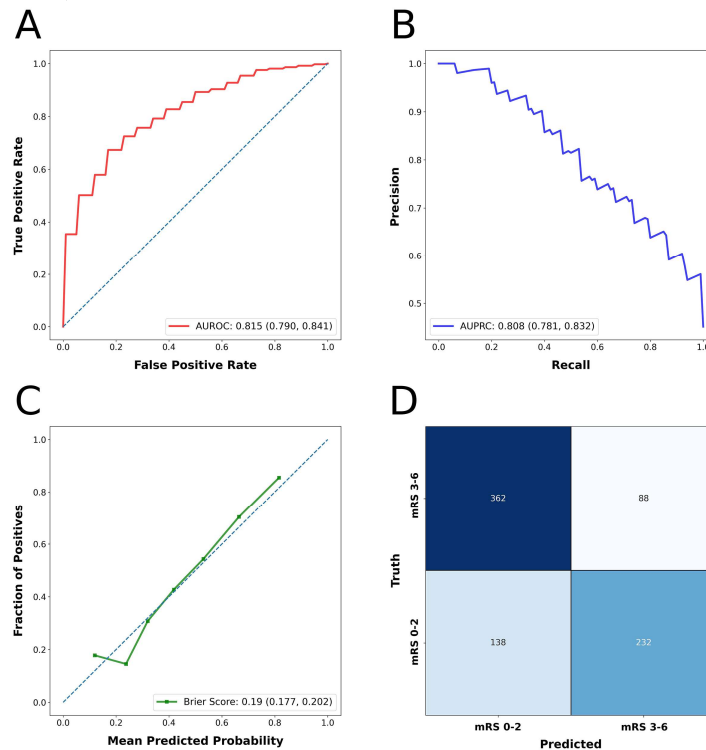 A
True Positive Rate
1.0
0.8
0.6
0.4
0.2
0.0
AUROC: 0.815 (0.790, 0.841)
0.0 0.2 0.4 0.6 0.8 1.0
False Positive Rate
B
Precision
1.0
0.9
0.8
0.7
0.6
0.5
AUPRC: 0.808 (0.781, 0.832)
0.0 0.2 0.4 0.6 0.8 1.0
Recall
C
Fraction of Positives
1.0
0.8
0.6
0.4
0.2
0.0
Brier Score: 0.19 (0.177, 0.202)
0.0 0.2 0.4 0.6 0.8 1.0
Mean Predicted Probability
D
Truth
mRS 3-6
362 88
mRS 0-2
138 232
mRS 0-2 mRS 3-6
Predicted